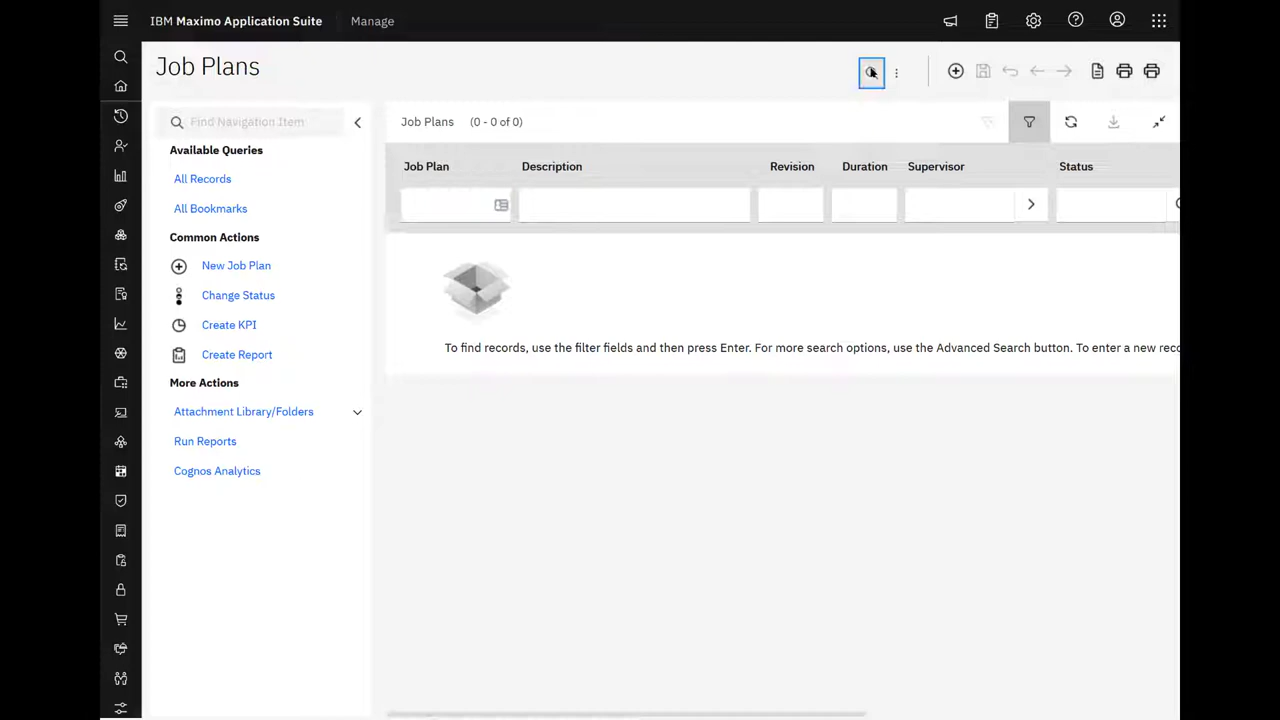 IBM Maximo Application Suite Manage
Job Plans
Find Navigation Item
Available Queries
All Records
All Bookmarks
Common Actions
New Job Plan
Change Status
Create KPI
Create Report
More Actions
Attachment Library/Folders
Run Reports
Cognos Analytics
Job Plans (0 - 0 of 0)
Job Plan Description Revision Duration Supervisor Status
To find records, use the filter fields and then press Enter. For more search options, use the Advanced Search button. To enter a new reco